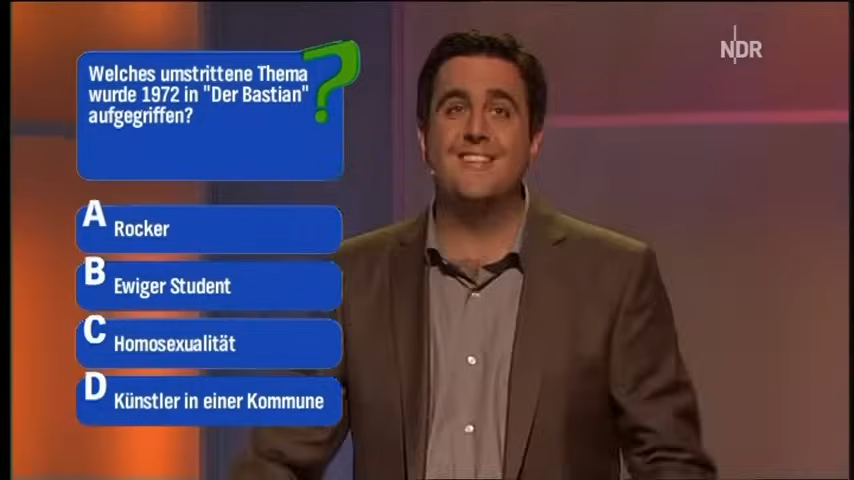 Welches umstrittene Thema
wurde 1972 in "Der Bastian"
aufgegriffen?
?
A Rocker
B Ewiger Student
C Homosexualität
D Künstler in einer Kommune
NDR